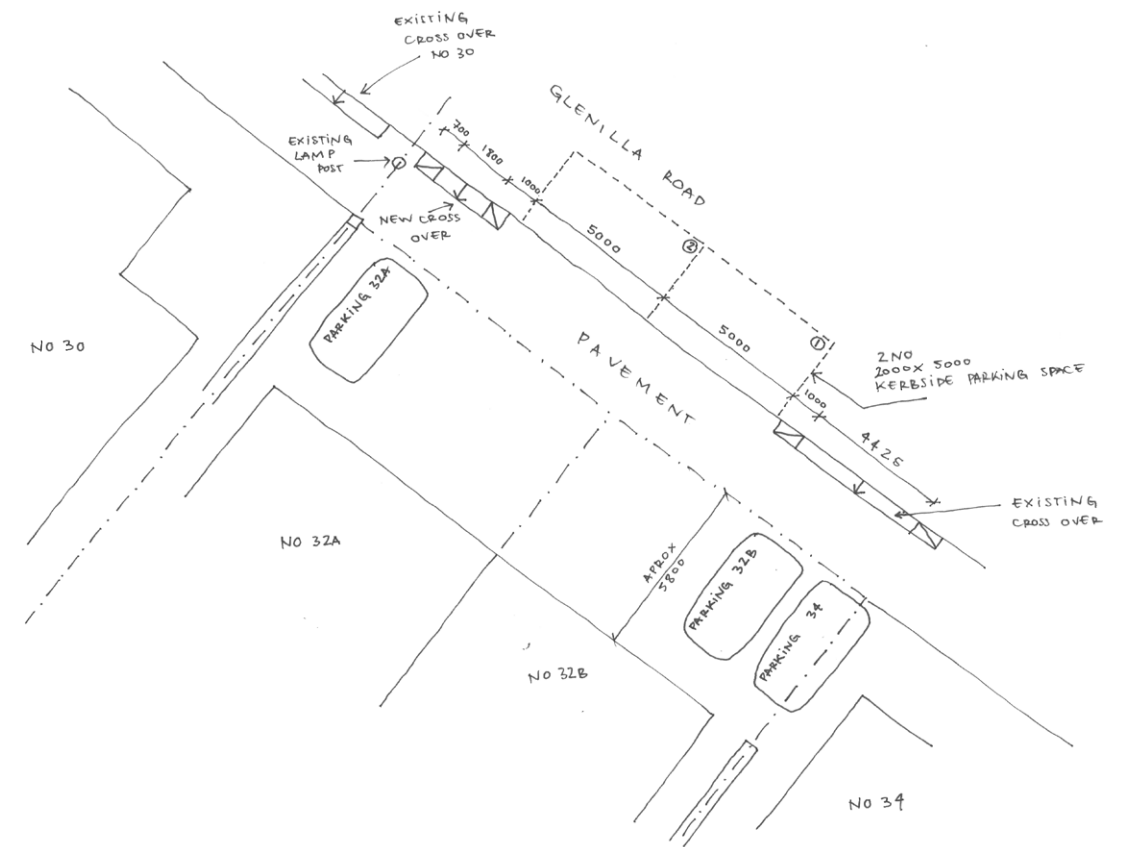 EXISTING
CROSS OVER
NO 30
GLENILLA ROAD
EXISTING
LAMP
POST
700
1800
1000
NEW CROSS
OVER
5000
2
PARKING 32A
NO 30
PAVEMENT
5000
1
2NO
2000 X 5000
KERBSIDE PARKING SPACE
1000
4425
EXISTING
CROSS OVER
NO 32A
APROX
5800
PARKING 32B
PARKING 34
NO 32B
NO 34